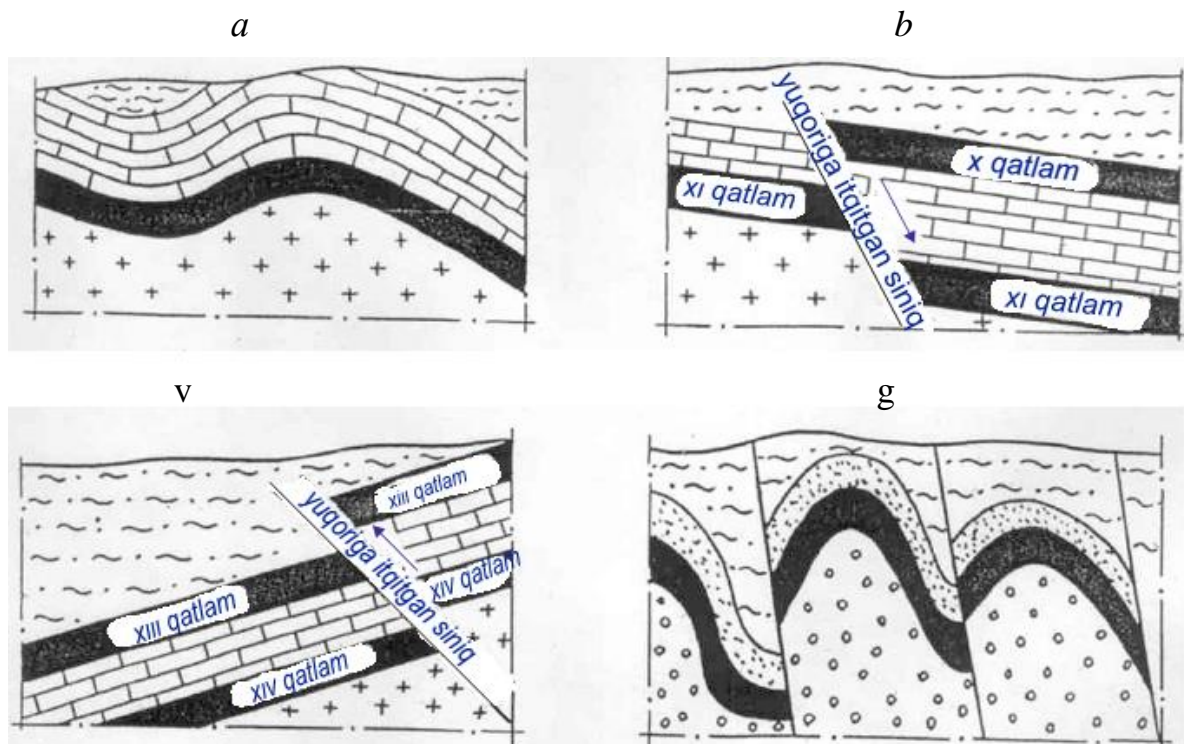 a
b
yuqoriga itqitgan siniq
x qatlam
xı qatlam
xı qatlam
v
g
yuqoriga itqitgan siniq
xııı qatlam
xııı qatlam
xıv qatlam
xıv qatlam